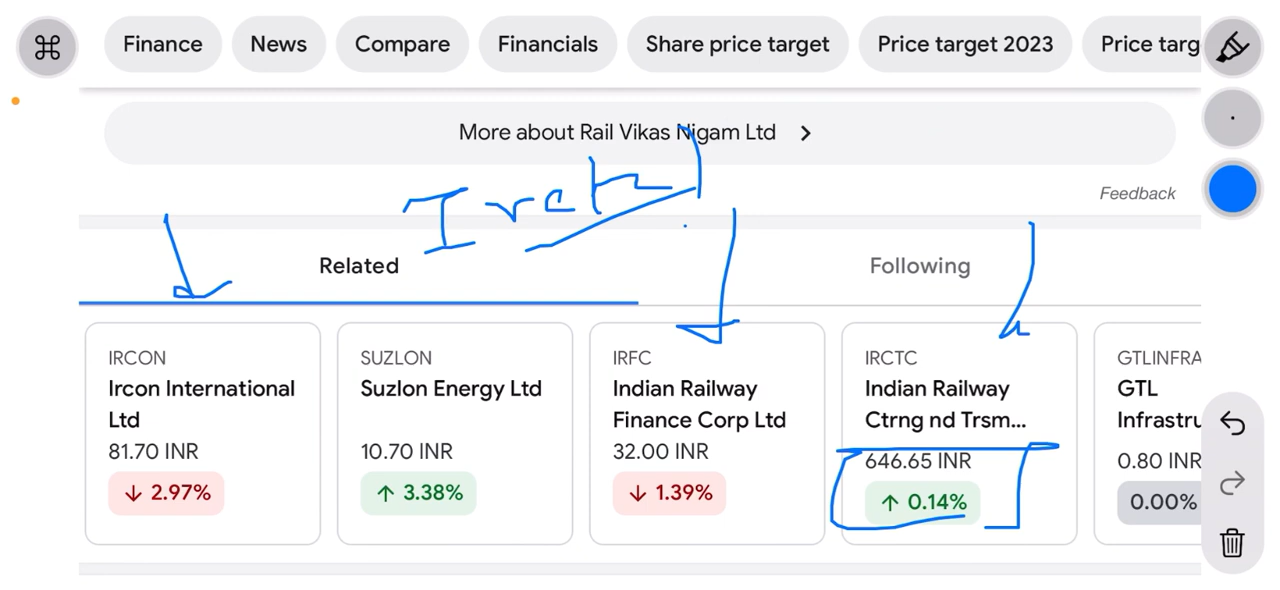 Finance News Compare Financials Share price target Price target 2023 Price targ
More about Rail Vikas Nigam Ltd
Feedback
Related Following
IRCON SUZLON IRFC IRCTC GTLINFRA
Ircon International Ltd Suzlon Energy Ltd Indian Railway Finance Corp Ltd Indian Railway Ctrng nd Trsm... GTL Infrastru
81.70 INR 10.70 INR 32.00 INR 646.65 INR 0.80 INR
↓ 2.97% ↑ 3.38% ↓ 1.39% ↑ 0.14% 0.00%